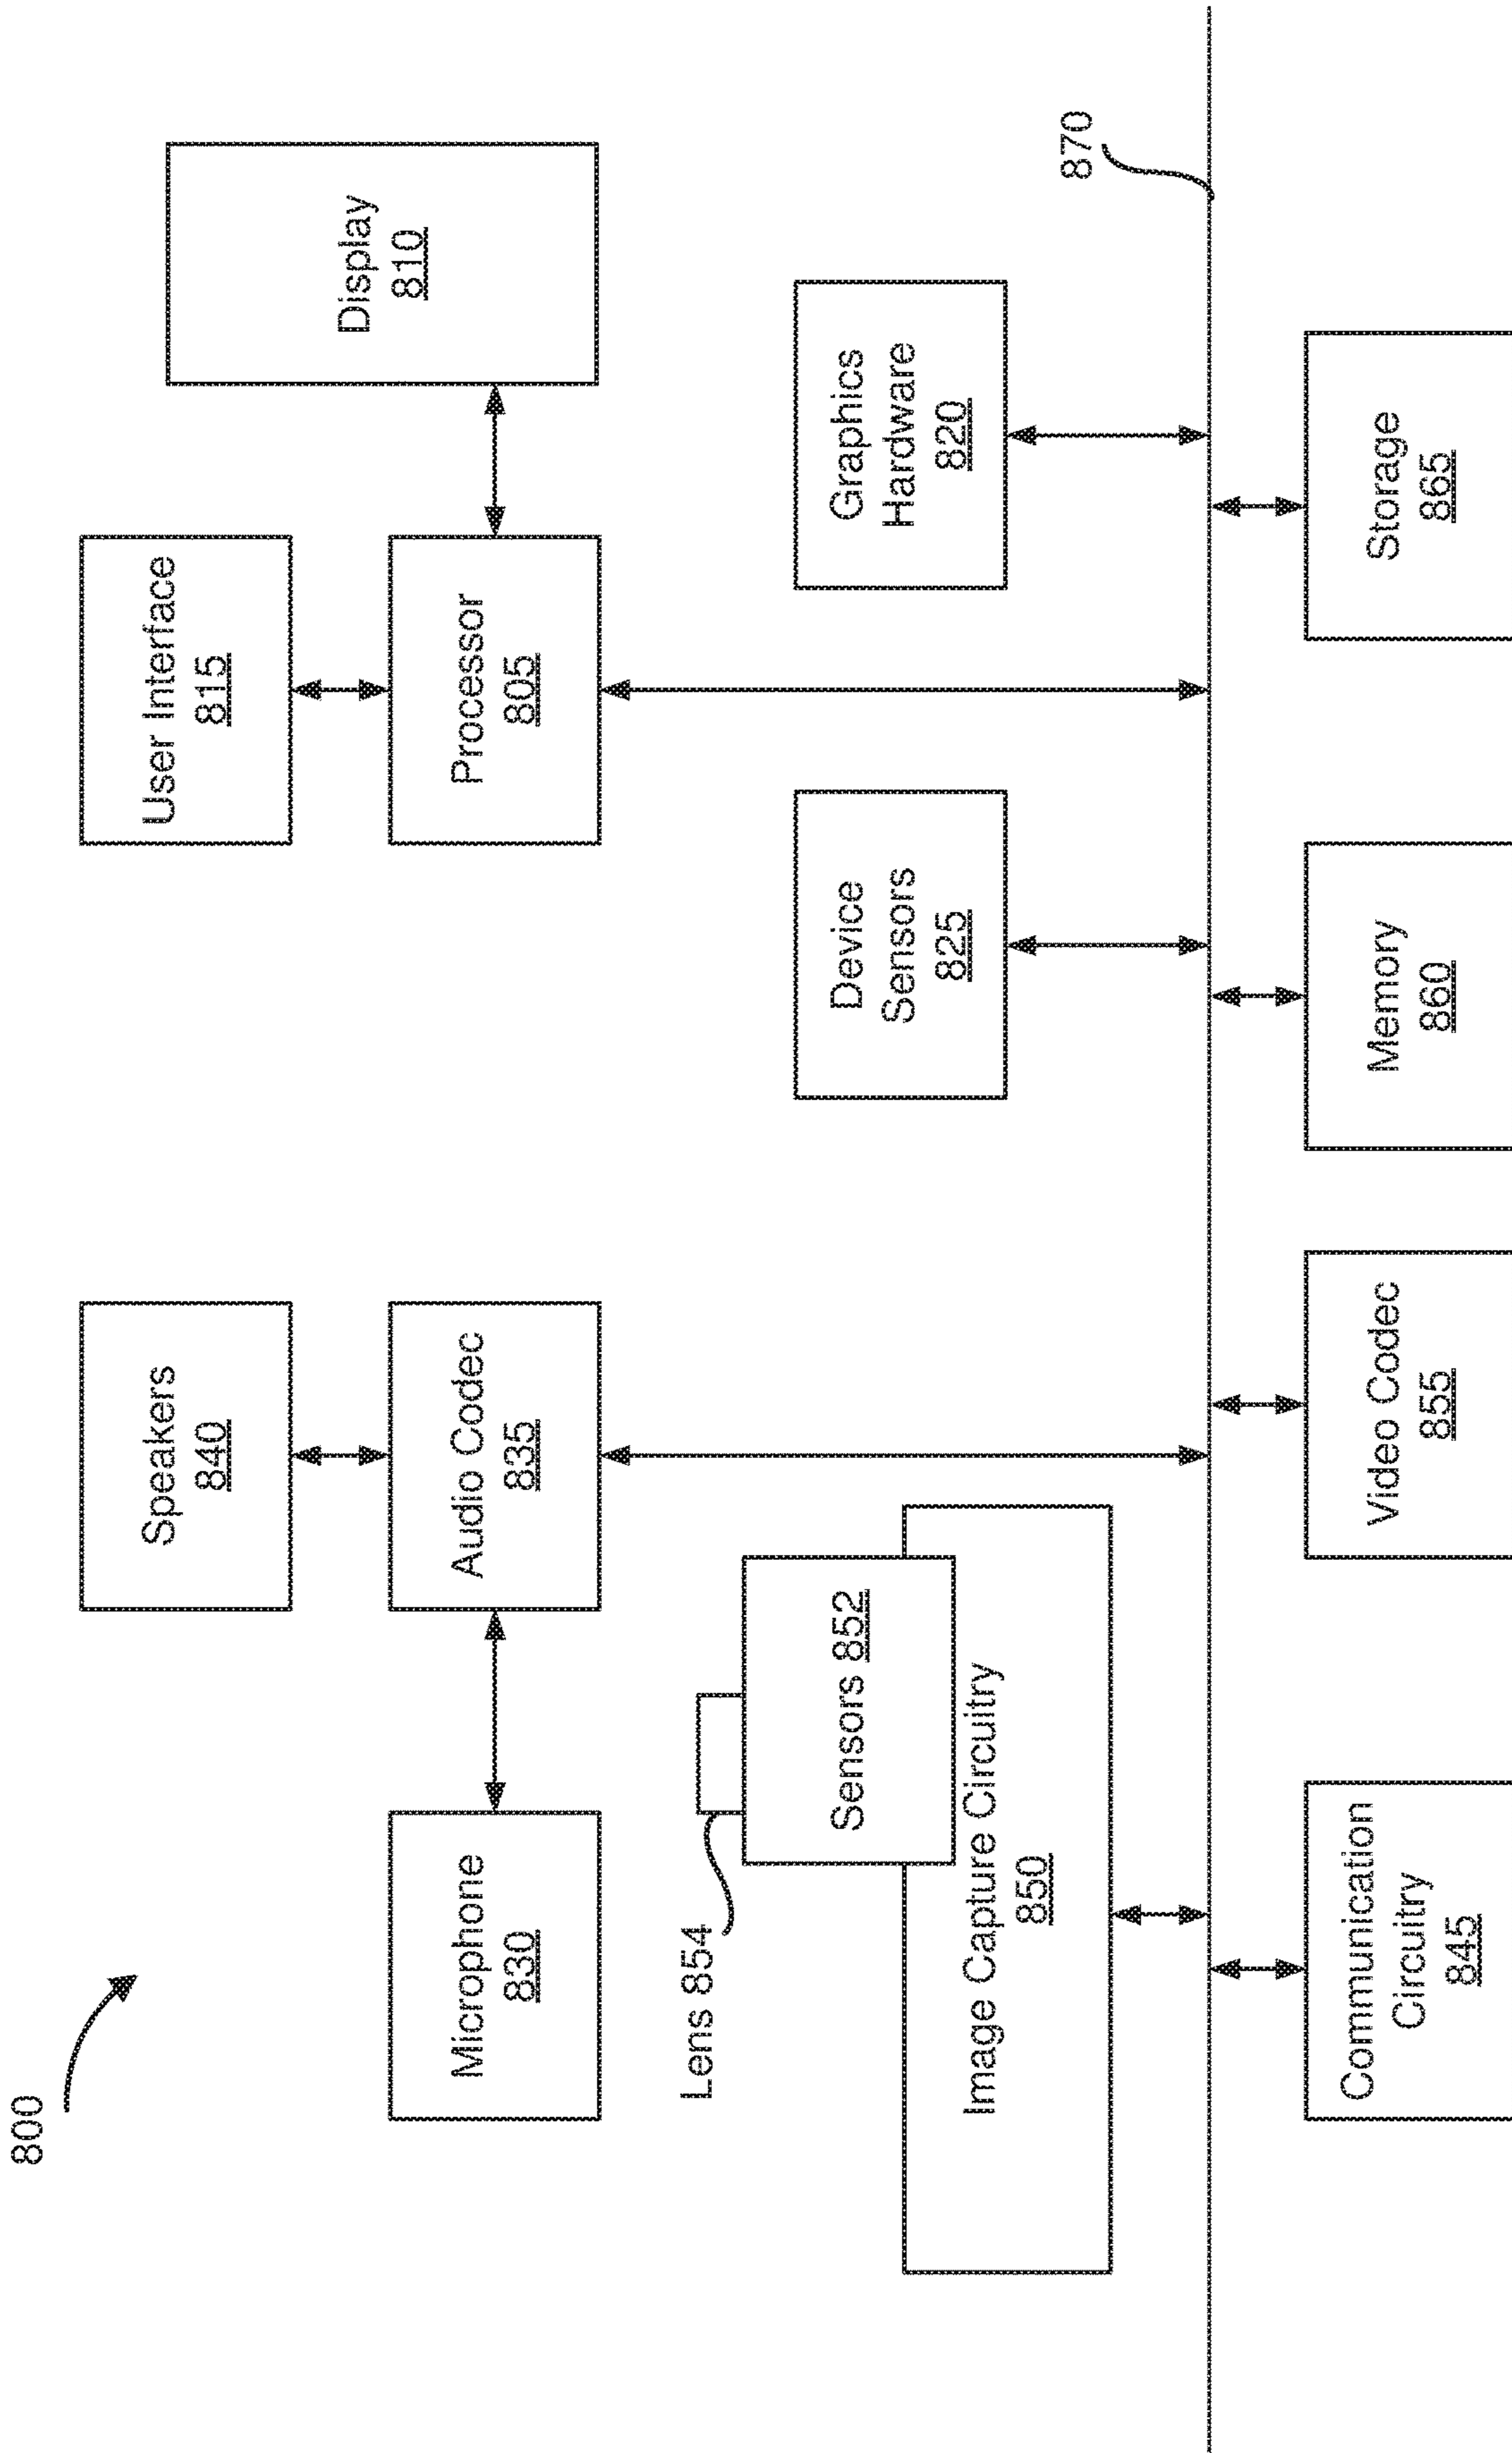 800
Speakers
840
User Interface
815
Display
810
Microphone
830
Audio Codec
835
Processor
805
Lens 854
Sensors 852
Image Capture Circuitry
850
Device
Sensors
825
Graphics
Hardware
820
870
Communication
Circuitry
845
Video Codec
855
Memory
860
Storage
865